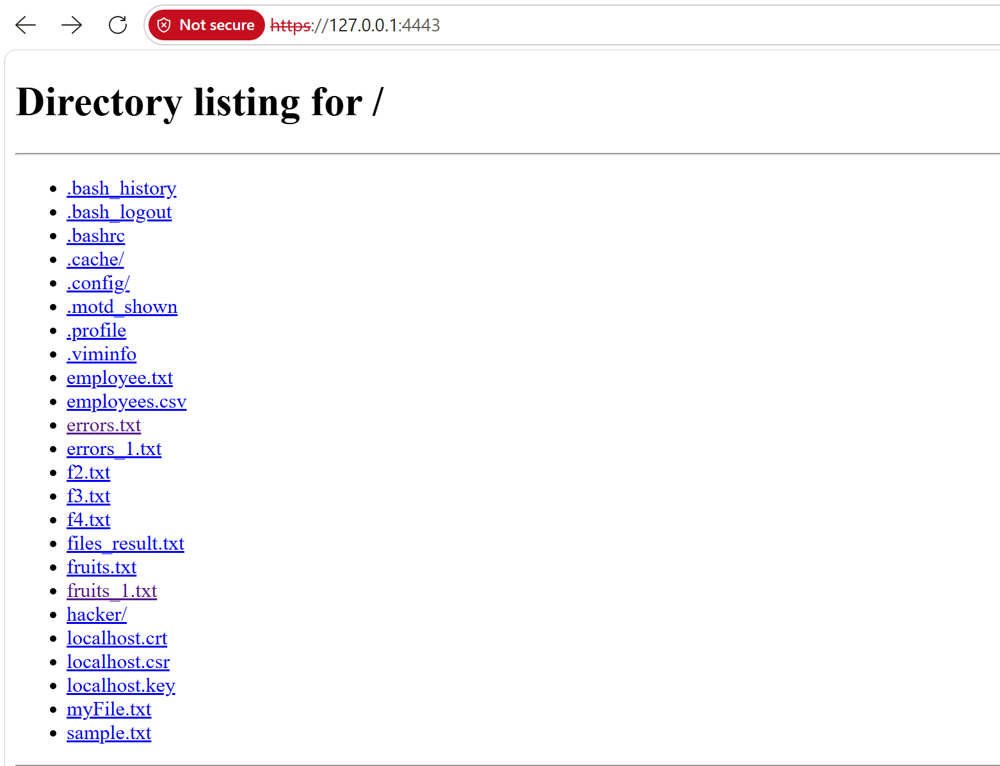 Not secure https://127.0.0.1:4443
Directory listing for /
.bash_history
.bash_logout
.bashrc
.cache/
.config/
.motd_shown
.profile
.viminfo
employee.txt
employees.csv
errors.txt
errors_1.txt
f2.txt
f3.txt
f4.txt
files_result.txt
fruits.txt
fruits_1.txt
hacker/
localhost.crt
localhost.csr
localhost.key
myFile.txt
sample.txt